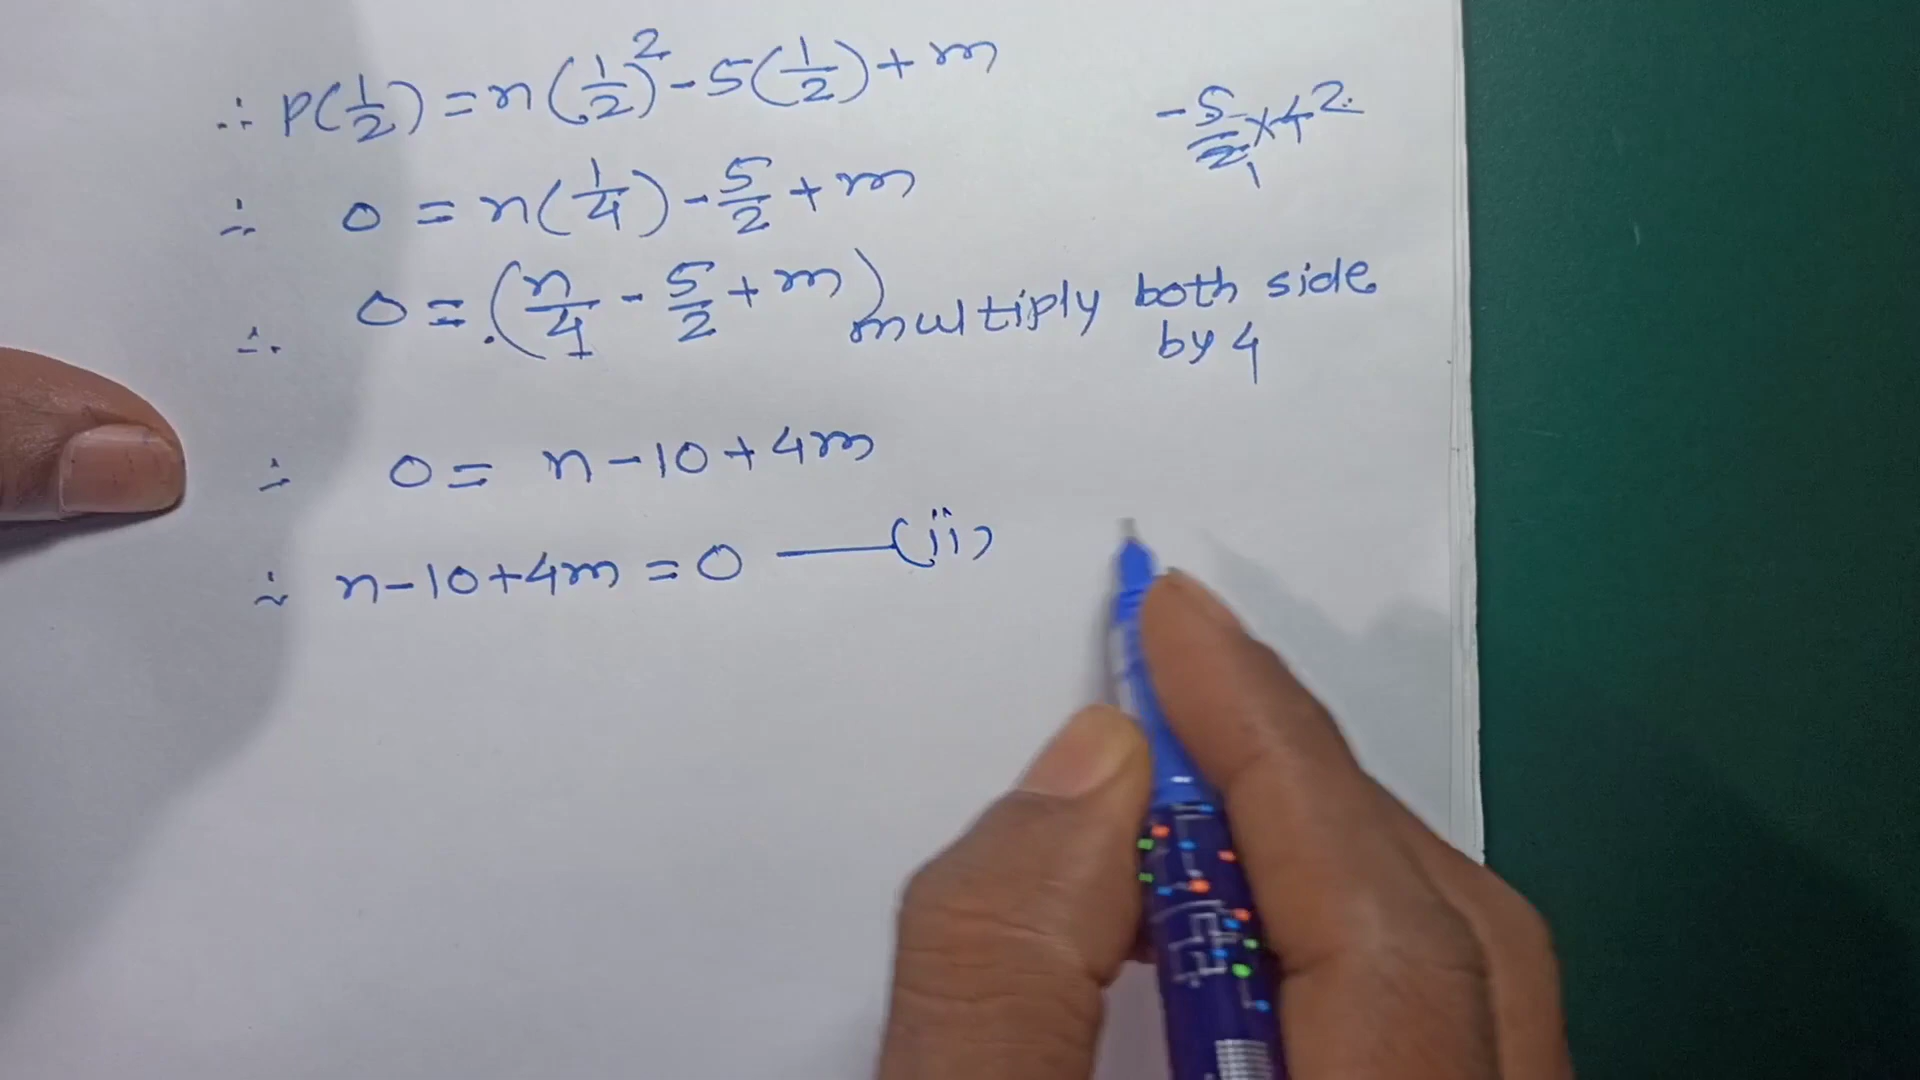 ∴ P(1/2) = n(1/2)² - 5(1/2) + m
-5/2 × 4 2
1
∴ 0 = n(1/4) - 5/2 + m
∴ 0 = (n/4 - 5/2 + m) multiply both side
by 4
∴ 0 = n - 10 + 4m
∴ n - 10 + 4m = 0 —— (ii)